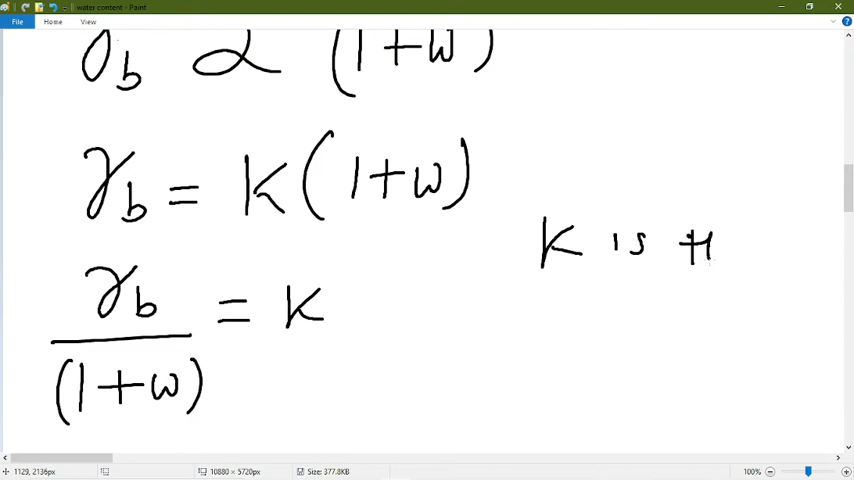 water content - Paint
File Home View
γb α (1+w)
γb = K(1+w)
K is
γb
= K
(1+w)
1129, 2136px
10880 × 5720px
Size: 377.8KB
100%